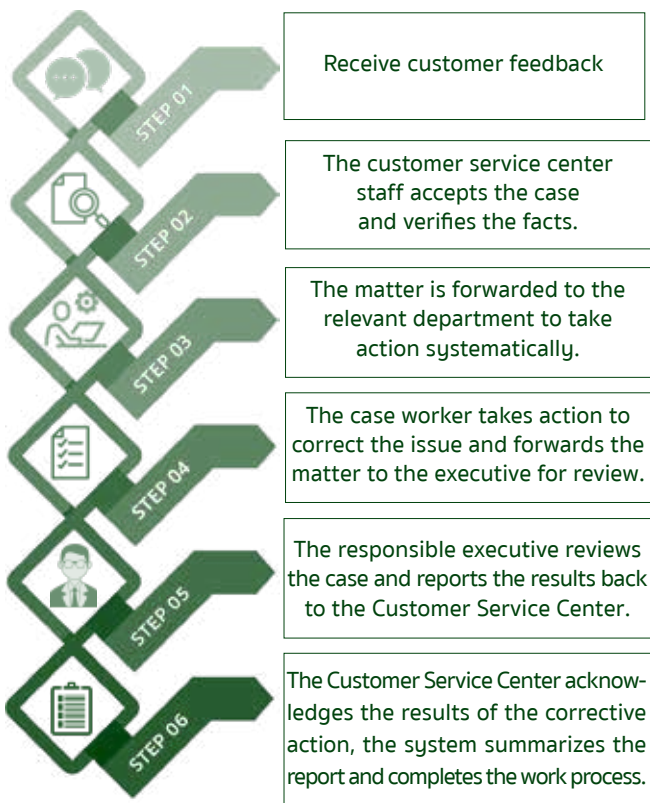 STEP 01
Receive customer feedback
STEP 02
The customer service center
staff accepts the case
and verifies the facts.
STEP 03
The matter is forwarded to the
relevant department to take
action systematically.
STEP 04
The case worker takes action to
correct the issue and forwards the
matter to the executive for review.
STEP 05
The responsible executive reviews
the case and reports the results back
to the Customer Service Center.
STEP 06
The Customer Service Center acknow-
ledges the results of the corrective
action, the system summarizes the
report and completes the work process.